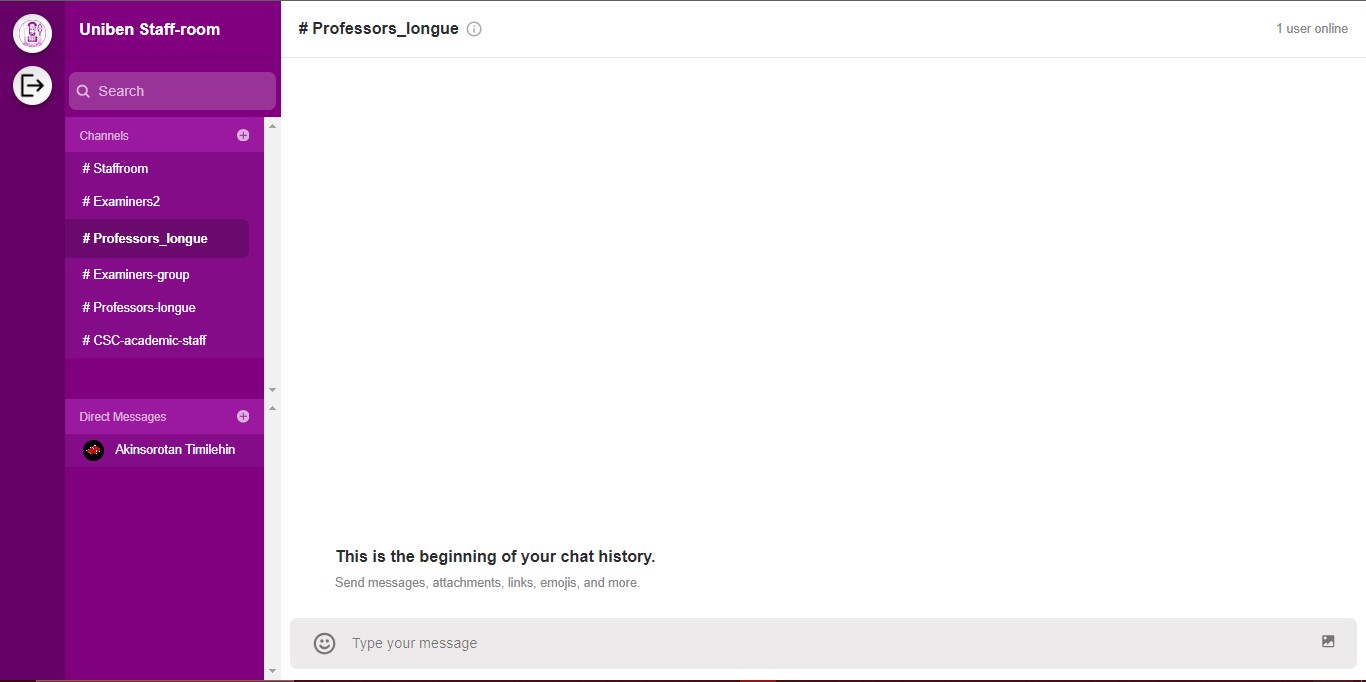 Uniben Staff-room
Search
Channels
# Staffroom
# Examiners2
# Professors_longue
# Examiners-group
# Professors-longue
# CSC-academic-staff
Direct Messages
Akinsorotan Timilehin
# Professors_longue
1 user online
This is the beginning of your chat history.
Send messages, attachments, links, emojis, and more.
Type your message